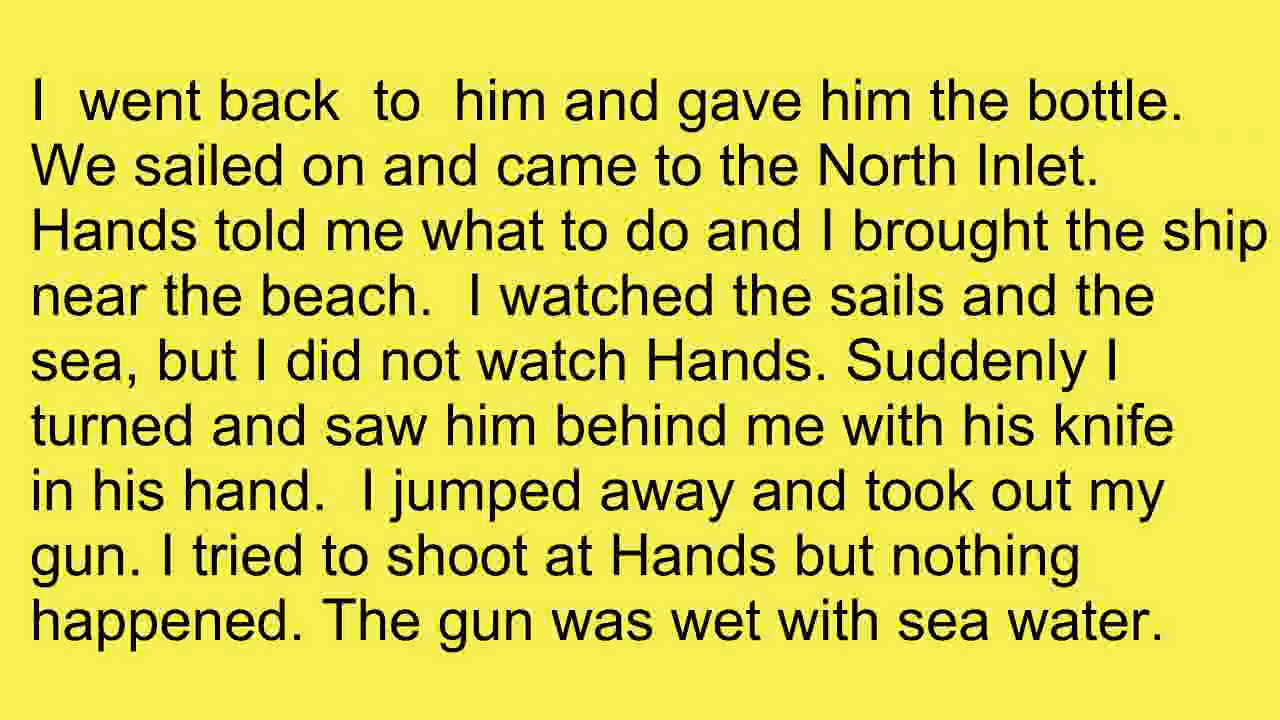 I went back to him and gave him the bottle.
We sailed on and came to the North Inlet.
Hands told me what to do and I brought the ship
near the beach. I watched the sails and the
sea, but I did not watch Hands. Suddenly I
turned and saw him behind me with his knife
in his hand. I jumped away and took out my
gun. I tried to shoot at Hands but nothing
happened. The gun was wet with sea water.